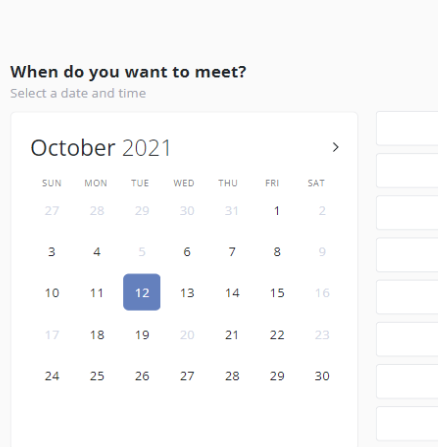 When do you want to meet?
Select a date and time
October 2021 >
SUN MON TUE WED THU FRI SAT
27 28 29 30 31 1 2
3 4 5 6 7 8 9
10 11 12 13 14 15 16
17 18 19 20 21 22 23
24 25 26 27 28 29 30